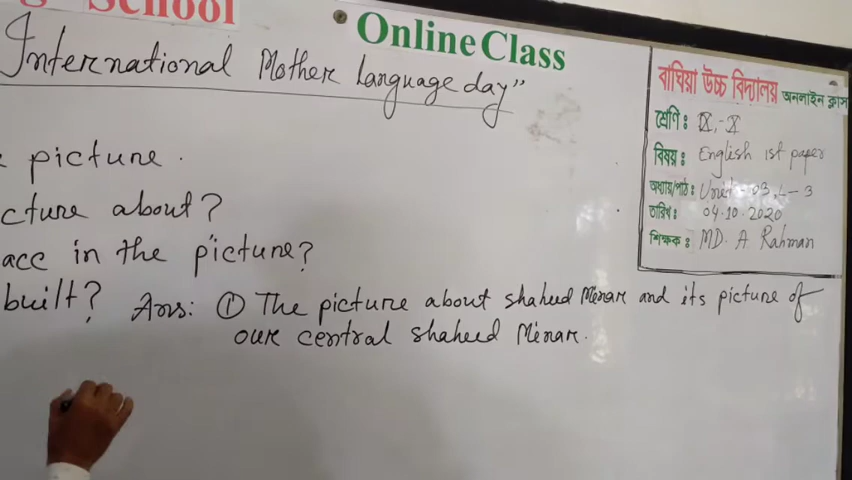 School
Online Class
International Mother Language day"
picture.
cture about?
ace in the picture?
built? Ans: ① The picture about shaheed Minar and its picture of
our central shaheed Minar.
বাঘিয়া উচ্চ বিদ্যালয় অনলাইন ক্লাস
শ্রেণি: IX, - X
বিষয়: English 1st paper
অধ্যায়/পাঠ: Unit - 03, L - 3
তারিখ: 04.10.2020
শিক্ষক: MD. A Rahman